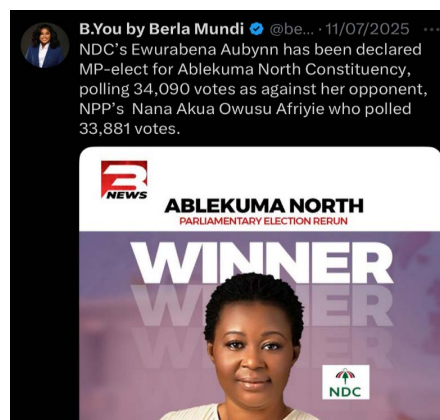 B.You by Berla Mundi @be... · 11/07/2025 ...
NDC's Ewurabena Aubynn has been declared
MP-elect for Ablekuma North Constituency,
polling 34,090 votes as against her opponent,
NPP's Nana Akua Owusu Afriyie who polled
33,881 votes.
3
NEWS
ABLEKUMA NORTH
PARLIAMENTARY ELECTION RERUN
WINNER
WINNER
NDC